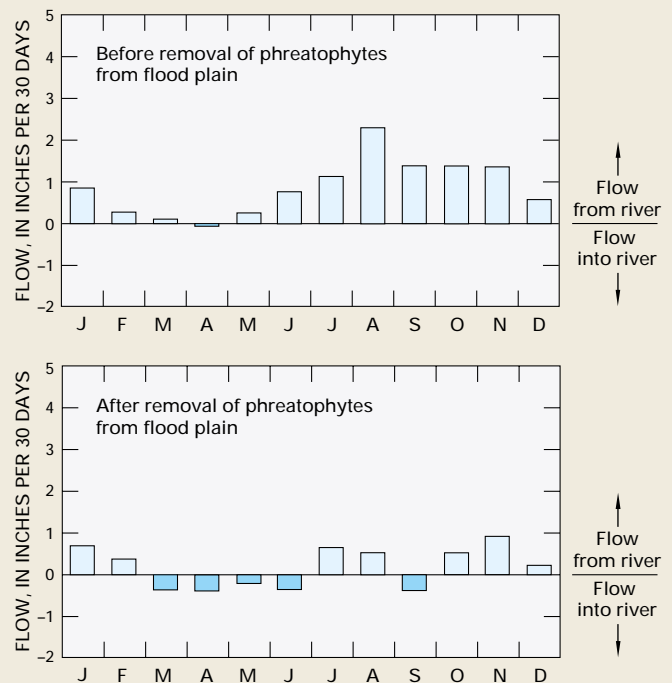 FLOW, IN INCHES PER 30 DAYS
5
4
3
2
1
0
–1
–2
Before removal of phreatophytes
from flood plain
J F M A M J J A S O N D
Flow
from river
Flow
into river
FLOW, IN INCHES PER 30 DAYS
5
4
3
2
1
0
–1
–2
After removal of phreatophytes
from flood plain
J F M A M J J A S O N D
Flow
from river
Flow
into river